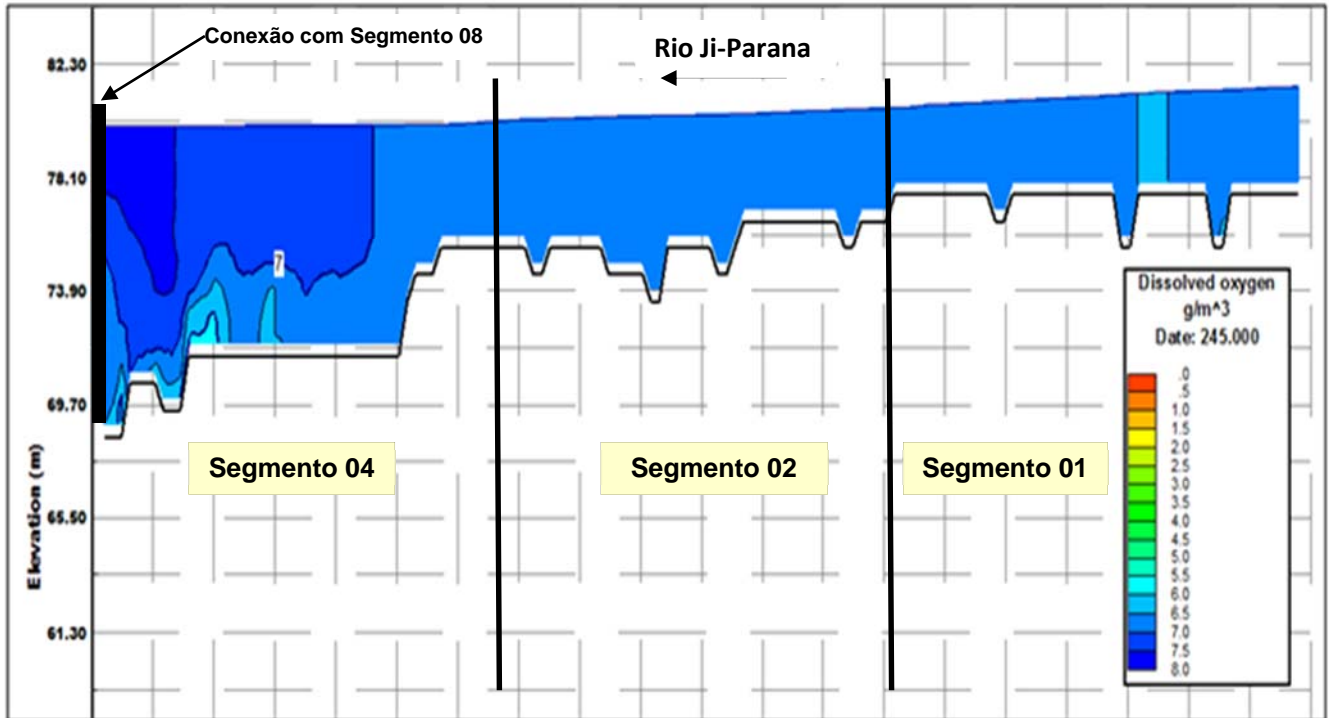 Conexão com Segmento 08
Rio Ji-Parana
82.30
78.10
73.90
69.70
65.50
61.30
Elevation (m)
7
Segmento 04
Segmento 02
Segmento 01
Dissolved oxygen
g/m^3
Date: 245.000
.0
.5
1.0
1.5
2.0
2.5
3.0
3.5
4.0
4.5
5.0
5.5
6.0
6.5
7.0
7.5
8.0